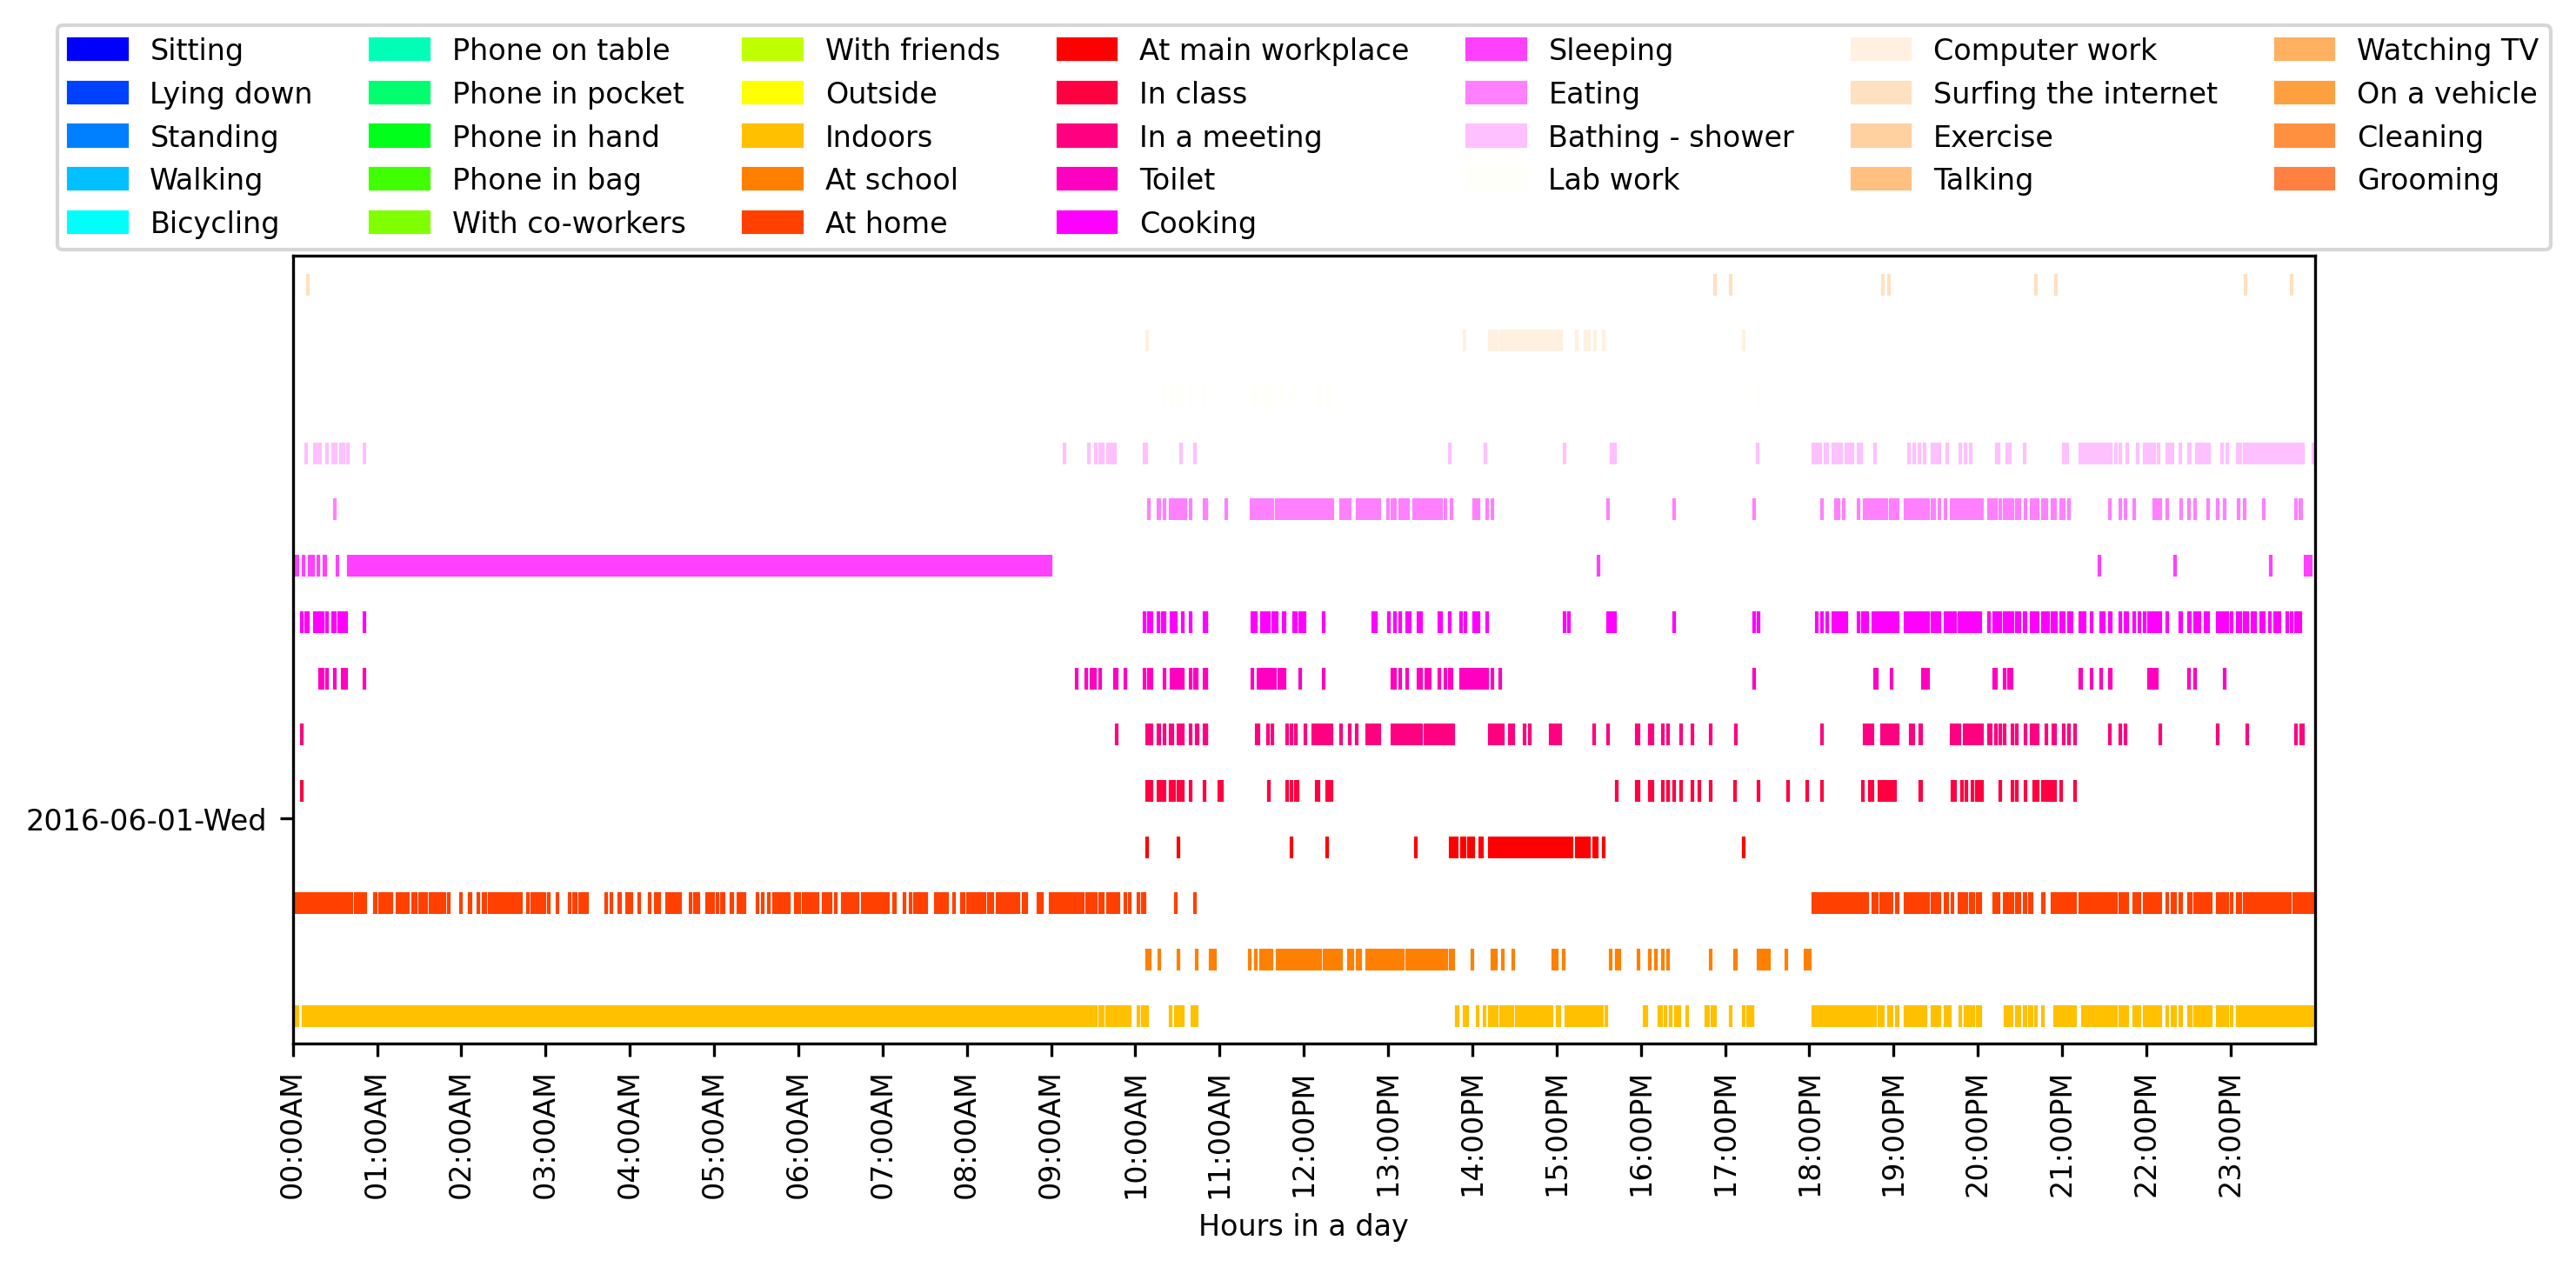 Sitting
Lying down
Standing
Walking
Bicycling
Phone on table
Phone in pocket
Phone in hand
Phone in bag
With co-workers
With friends
Outside
Indoors
At school
At home
At main workplace
In class
In a meeting
Toilet
Cooking
Sleeping
Eating
Bathing - shower
Lab work
Computer work
Surfing the internet
Exercise
Talking
Watching TV
On a vehicle
Cleaning
Grooming
2016-06-01-Wed
00:00AM
01:00AM
02:00AM
03:00AM
04:00AM
05:00AM
06:00AM
07:00AM
08:00AM
09:00AM
10:00AM
11:00AM
12:00PM
13:00PM
14:00PM
15:00PM
16:00PM
17:00PM
18:00PM
19:00PM
20:00PM
21:00PM
22:00PM
23:00PM
Hours in a day